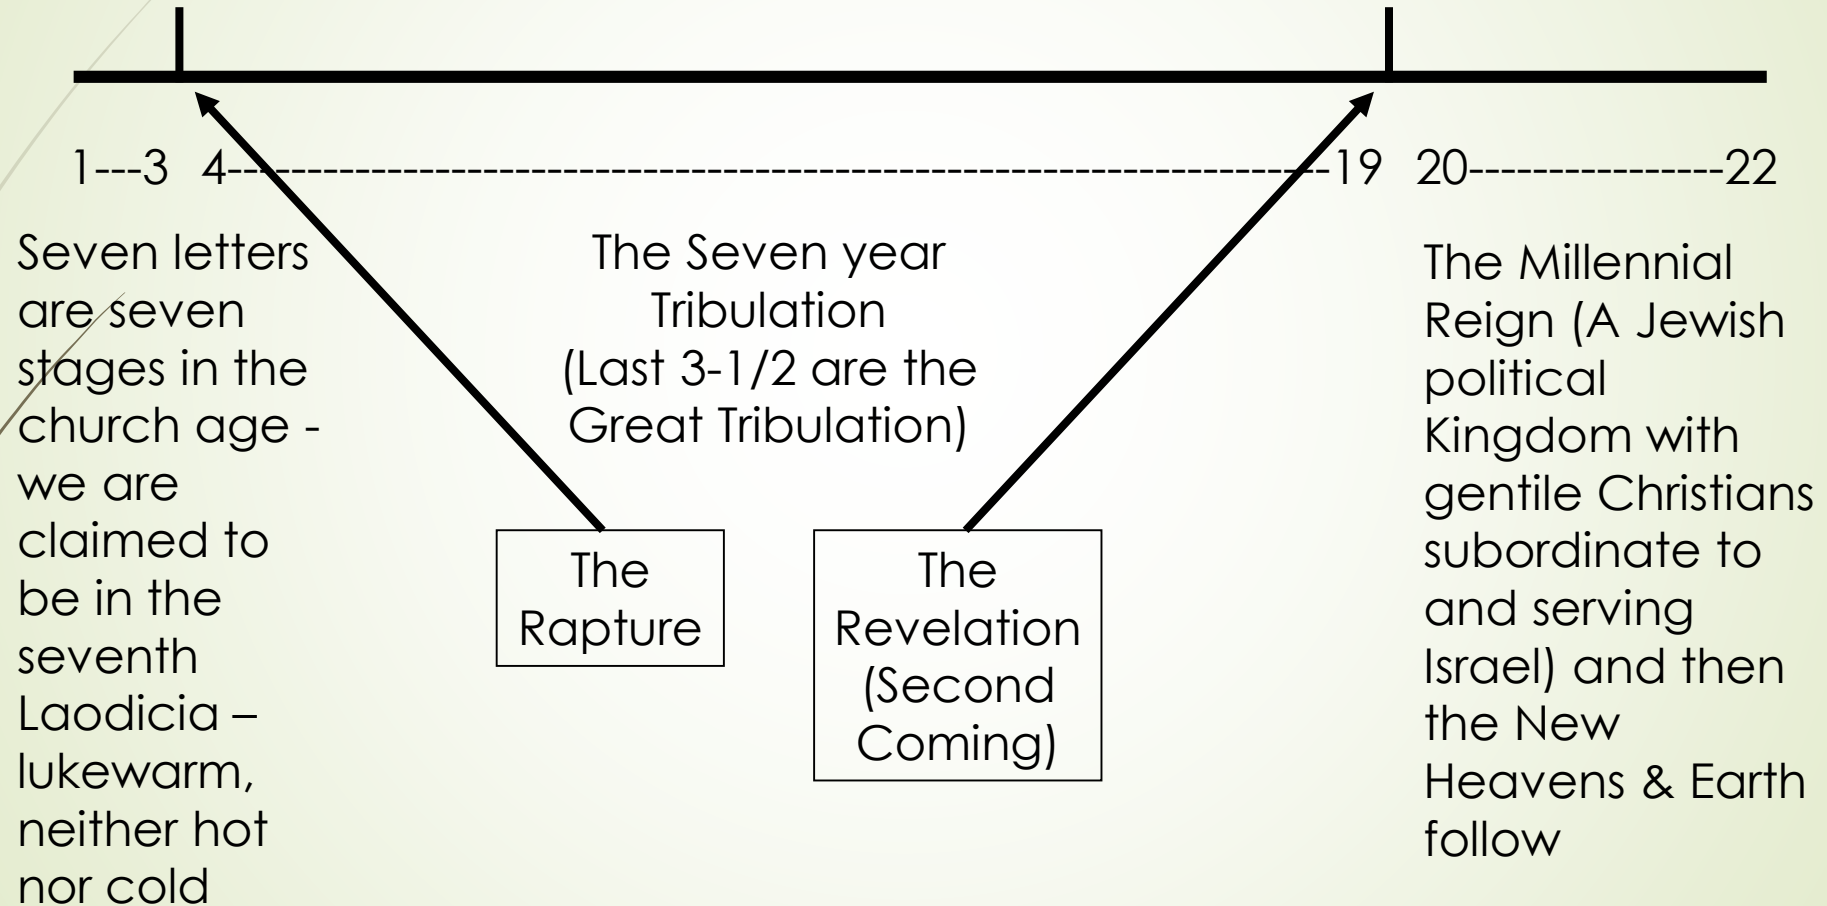 1---3 4---------------------------------------------------------------------19 20----------------22
Seven letters
are seven
stages in the
church age -
we are
claimed to
be in the
seventh
Laodicia –
lukewarm,
neither hot
nor cold
The Seven year
Tribulation
(Last 3-1/2 are the
Great Tribulation)
The
Rapture
The
Revelation
(Second
Coming)
The Millennial
Reign (A Jewish
political
Kingdom with
gentile Christians
subordinate to
and serving
Israel) and then
the New
Heavens & Earth
follow